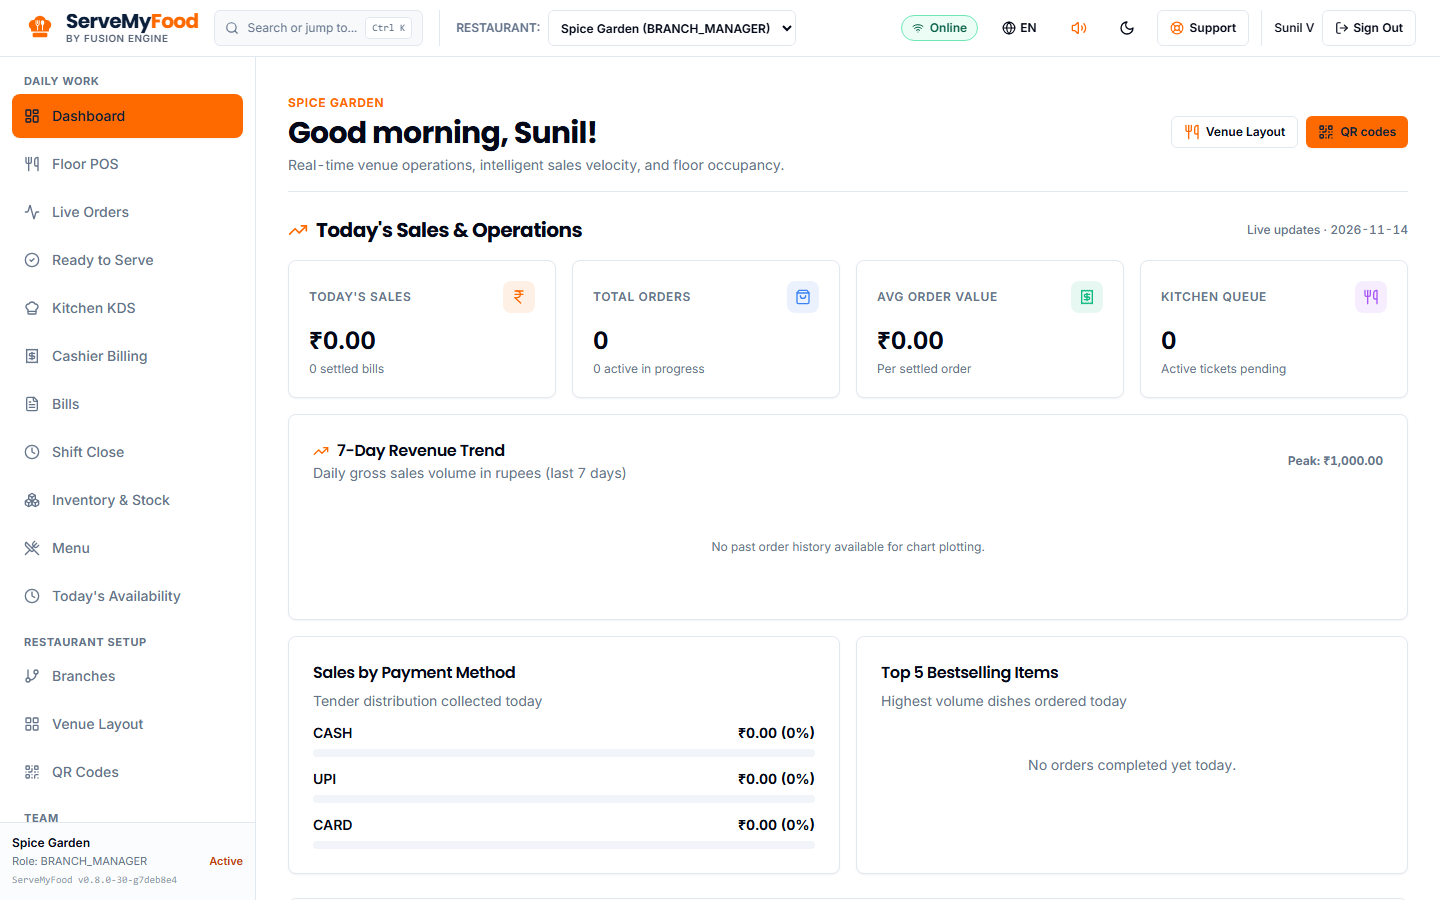 ServeMyFood
BY FUSION ENGINE
Search or jump to...
Ctrl K
RESTAURANT:
Spice Garden (BRANCH_MANAGER)
Online
EN
Support
Sunil V
Sign Out
DAILY WORK
Dashboard
Floor POS
Live Orders
Ready to Serve
Kitchen KDS
Cashier Billing
Bills
Shift Close
Inventory & Stock
Menu
Today's Availability
RESTAURANT SETUP
Branches
Venue Layout
QR Codes
TEAM
Spice Garden
Role: BRANCH_MANAGER
Active
ServeMyFood v0.8.0-30-g7deb8e4
SPICE GARDEN
Good morning, Sunil!
Real-time venue operations, intelligent sales velocity, and floor occupancy.
Venue Layout
QR codes
Today's Sales & Operations
Live updates · 2026-11-14
TODAY'S SALES
₹0.00
0 settled bills
TOTAL ORDERS
0
0 active in progress
AVG ORDER VALUE
₹0.00
Per settled order
KITCHEN QUEUE
0
Active tickets pending
7-Day Revenue Trend
Daily gross sales volume in rupees (last 7 days)
Peak: ₹1,000.00
No past order history available for chart plotting.
Sales by Payment Method
Tender distribution collected today
CASH ₹0.00 (0%)
UPI ₹0.00 (0%)
CARD ₹0.00 (0%)
Top 5 Bestselling Items
Highest volume dishes ordered today
No orders completed yet today.